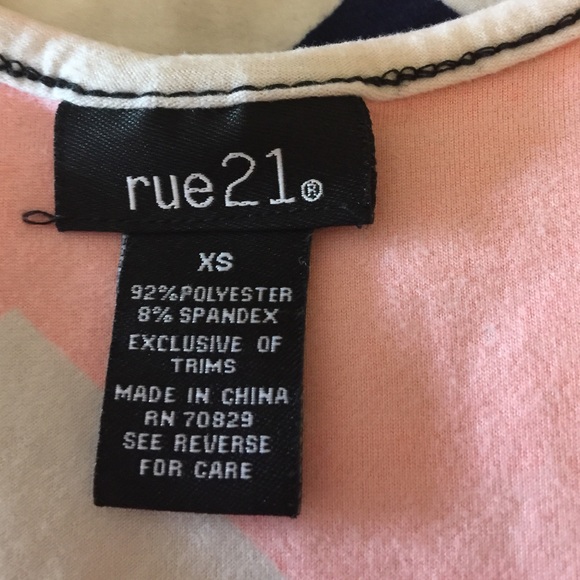 rue21®
XS
92%POLYESTER
8% SPANDEX
EXCLUSIVE OF
TRIMS
MADE IN CHINA
RN 70829
SEE REVERSE
FOR CARE